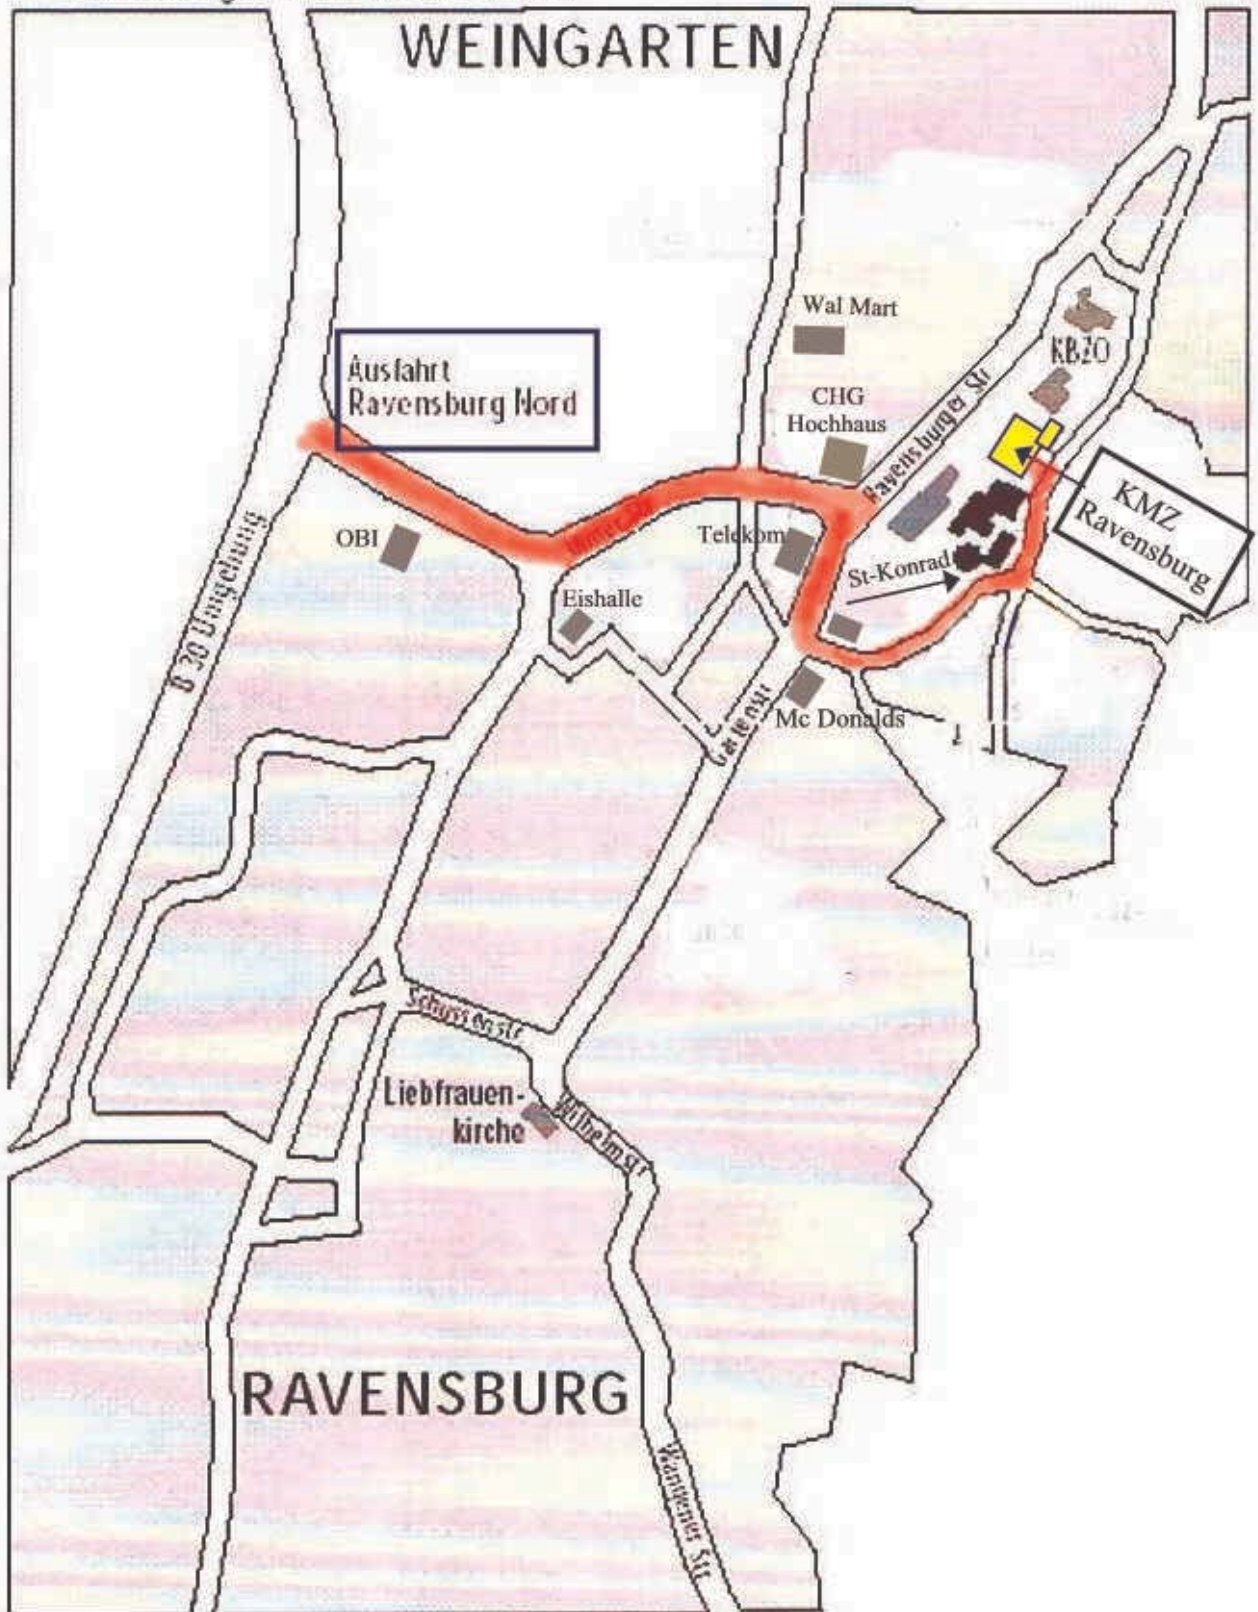 WEINGARTEN
Wal Mart
Ausfahrt
Ravensburg Nord
CHG
Hochhaus
KBZO
Ravensburger Str
KMZ
Ravensburg
OBI
Telekom
St-Konrad
Eishalle
B 30 Umgehung
Mc Donalds
Gartenstr
Schussenstr
Liebfrauen-
kirche
Wilhelmstr
RAVENSBURG
Wangener Str